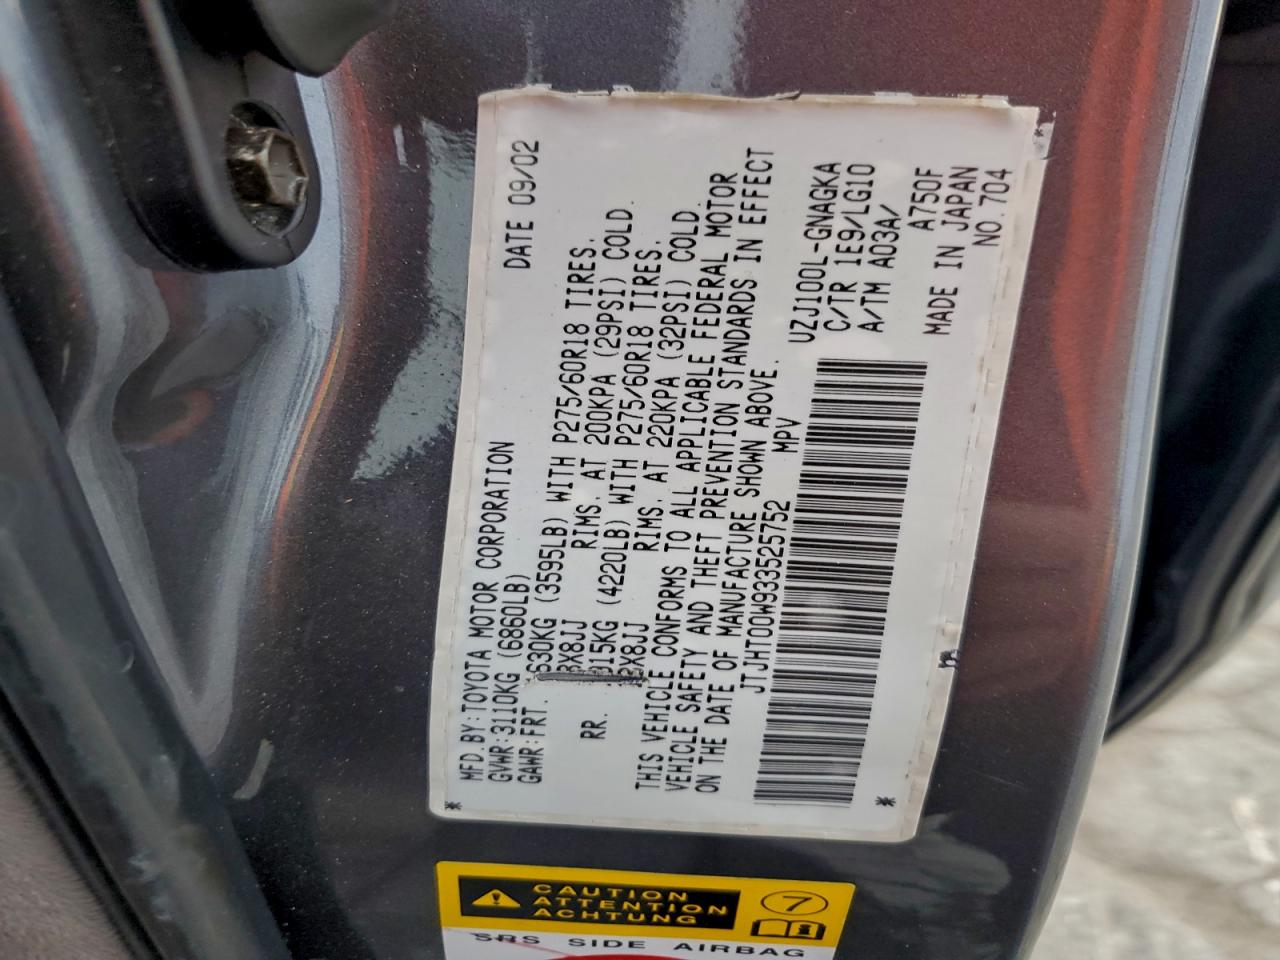 MFD.BY:TOYOTA MOTOR CORPORATION DATE 09/02
GVWR:3110KG (6860LB)
GAWR:FRT. 1630KG (3595LB) WITH P275/60R18 TIRES.
18X8JJ RIMS. AT 200KPA (29PSI) COLD.
RR. 1915KG (4220LB) WITH P275/60R18 TIRES.
18X8JJ RIMS. AT 220KPA (32PSI) COLD.
THIS VEHICLE CONFORMS TO ALL APPLICABLE FEDERAL MOTOR
VEHICLE SAFETY AND THEFT PREVENTION STANDARDS IN EFFECT
ON THE DATE OF MANUFACTURE SHOWN ABOVE.
JTJHT00W933525752 MPV
UZJ100L-GNAGKA
C/TR 1E9/LG10
A/TM A03A/
A750F
MADE IN JAPAN
NO.704
CAUTION
ATTENTION
ACHTUNG
7
SRS SIDE AIRBAG